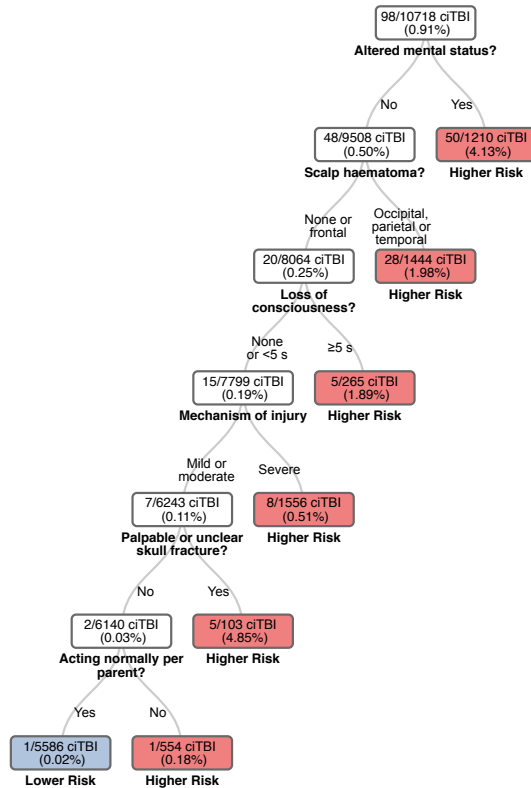 98/10718 ciTBI
(0.91%)
Altered mental status?
No
Yes
48/9508 ciTBI
(0.50%)
Scalp haematoma?
50/1210 ciTBI
(4.13%)
Higher Risk
None or
frontal
Occipital,
parietal or
temporal
20/8064 ciTBI
(0.25%)
Loss of
consciousness?
28/1444 ciTBI
(1.98%)
Higher Risk
None
or <5 s
≥5 s
15/7799 ciTBI
(0.19%)
Mechanism of injury
5/265 ciTBI
(1.89%)
Higher Risk
Mild or
moderate
Severe
7/6243 ciTBI
(0.11%)
Palpable or unclear
skull fracture?
8/1556 ciTBI
(0.51%)
Higher Risk
No
Yes
2/6140 ciTBI
(0.03%)
Acting normally per
parent?
5/103 ciTBI
(4.85%)
Higher Risk
Yes
No
1/5586 ciTBI
(0.02%)
Lower Risk
1/554 ciTBI
(0.18%)
Higher Risk